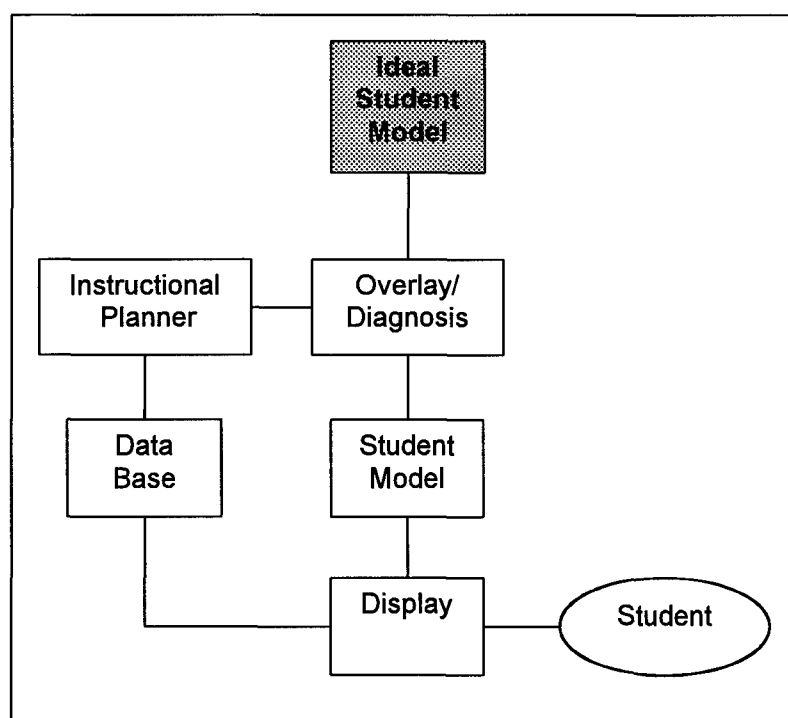 Ideal
Student
Model
Instructional
Planner
Overlay/
Diagnosis
Data
Base
Student
Model
Display
Student